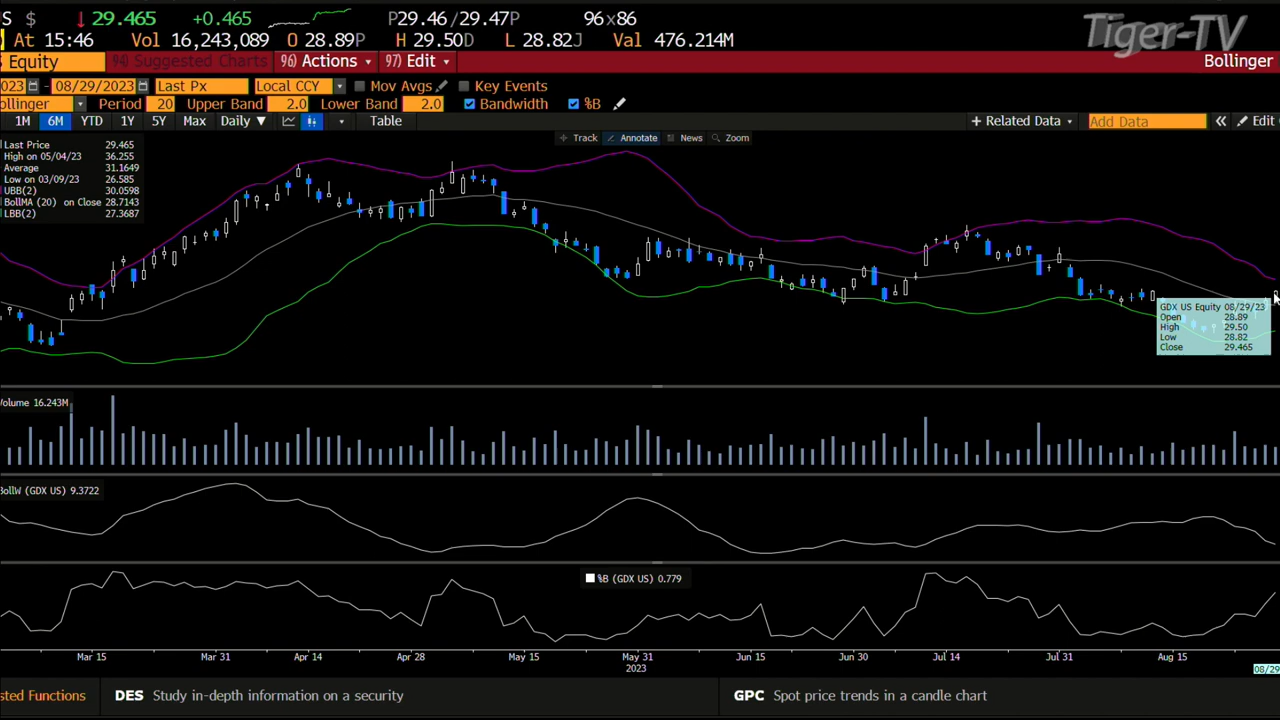 S $ ↓ 29.465 +0.465 P29.46 /29.47P 96x86
At 15:46 Vol 16,243,089 O 28.89P H 29.50D L 28.82J Val 476.214M
Tiger-TV
Equity 94) Suggested Charts 96) Actions 97) Edit Bollinger
023 - 08/29/2023 Last Px Local CCY Mov Avgs Key Events
ollinger Period 20 Upper Band 2.0 Lower Band 2.0 Bandwidth %B
1M 6M YTD 1Y 5Y Max Daily ▼ Table + Related Data Add Data « Edit
Track Annotate News Zoom
Last Price 29.465
High on 05/04/23 36.255
Average 31.1649
Low on 03/09/23 26.585
UBB(2) 30.0598
BollMA (20) on Close 28.7143
LBB(2) 27.3687
GDX US Equity 08/29/23
Open 28.89
High 29.50
Low 28.82
Close 29.465
Volume 16.243M
BollW (GDX US) 9.3722
%B (GDX US) 0.779
Mar 15 Mar 31 Apr 14 Apr 28 May 15 May 31 Jun 15 Jun 30 Jul 14 Jul 31 Aug 15
2023 08/29
sted Functions DES Study in-depth information on a security GPC Spot price trends in a candle chart